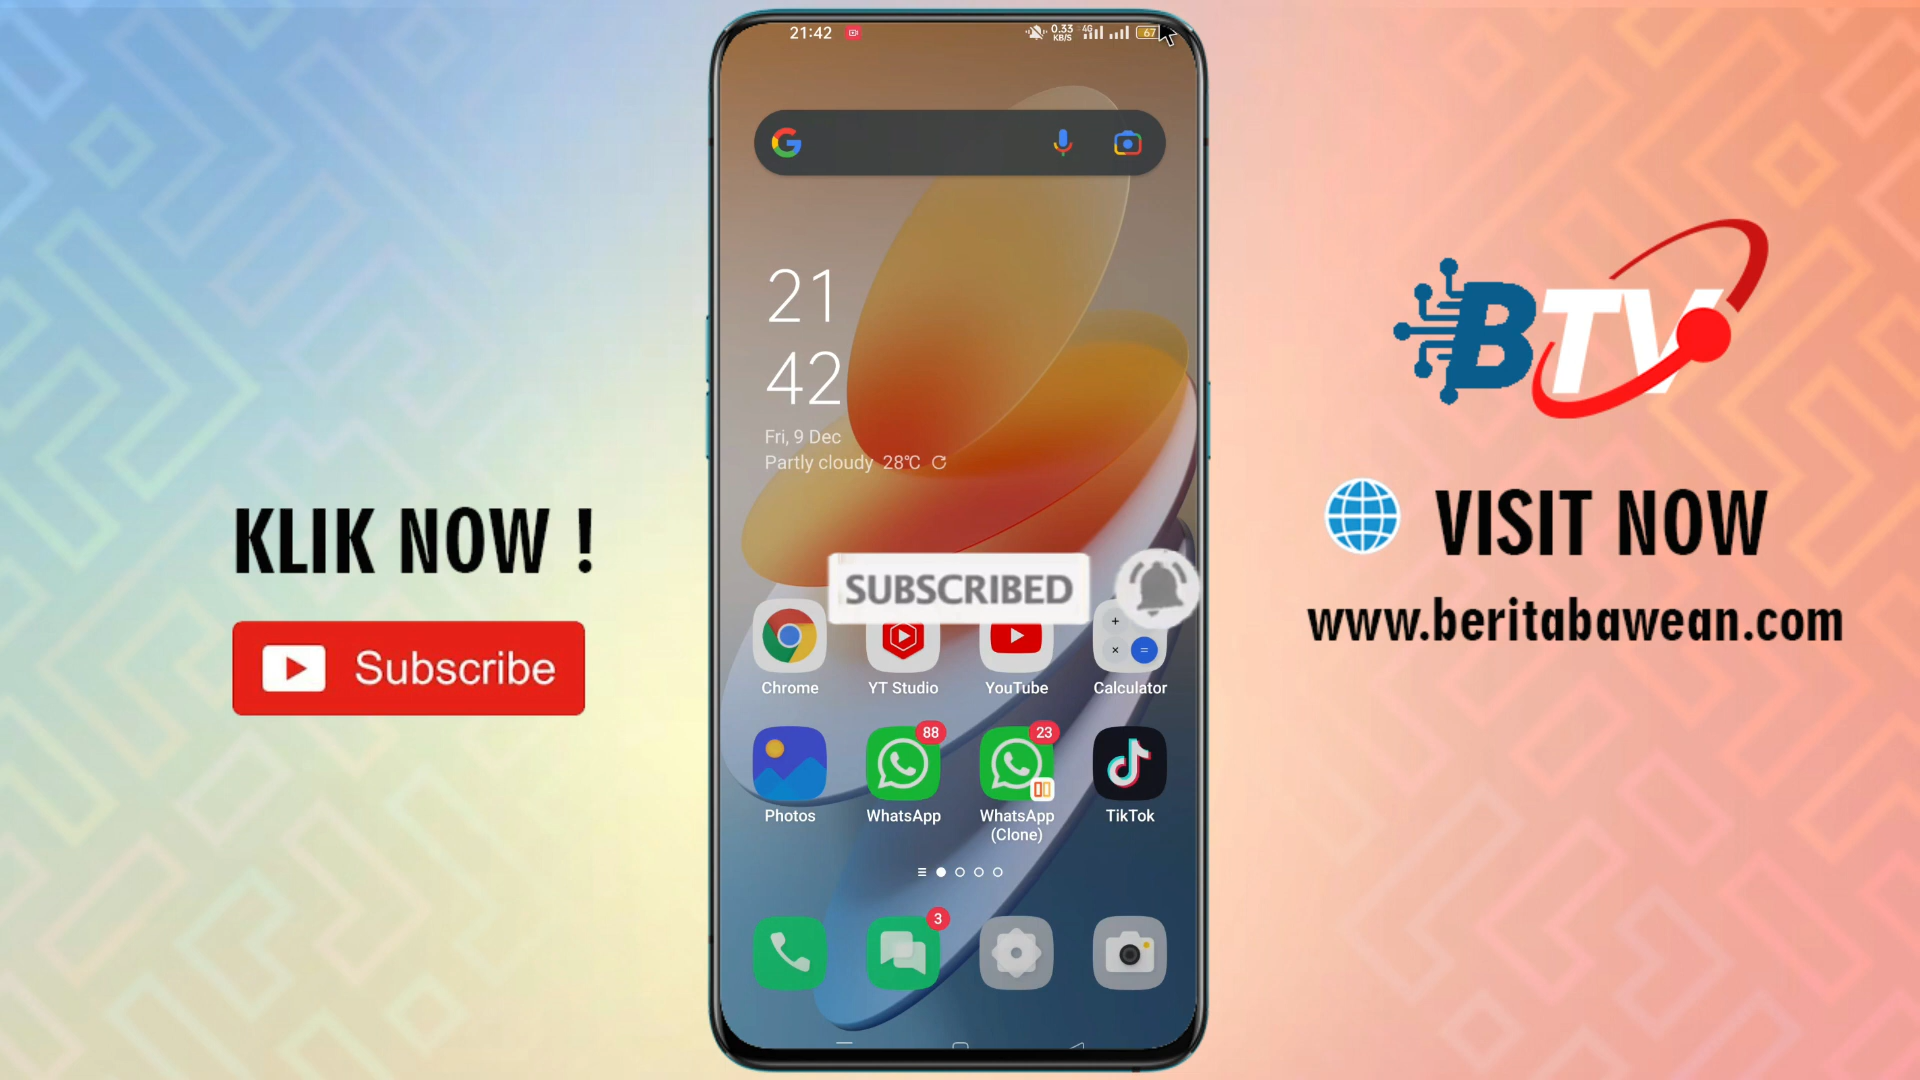 21:42
0.33
KB/S
4G
67
21
42
Fri, 9 Dec
Partly cloudy 28°C
BTV
KLIK NOW !
VISIT NOW
SUBSCRIBED
www.beritabawean.com
Subscribe
Chrome
YT Studio
YouTube
Calculator
88
23
Photos
WhatsApp
WhatsApp
(Clone)
TikTok
3